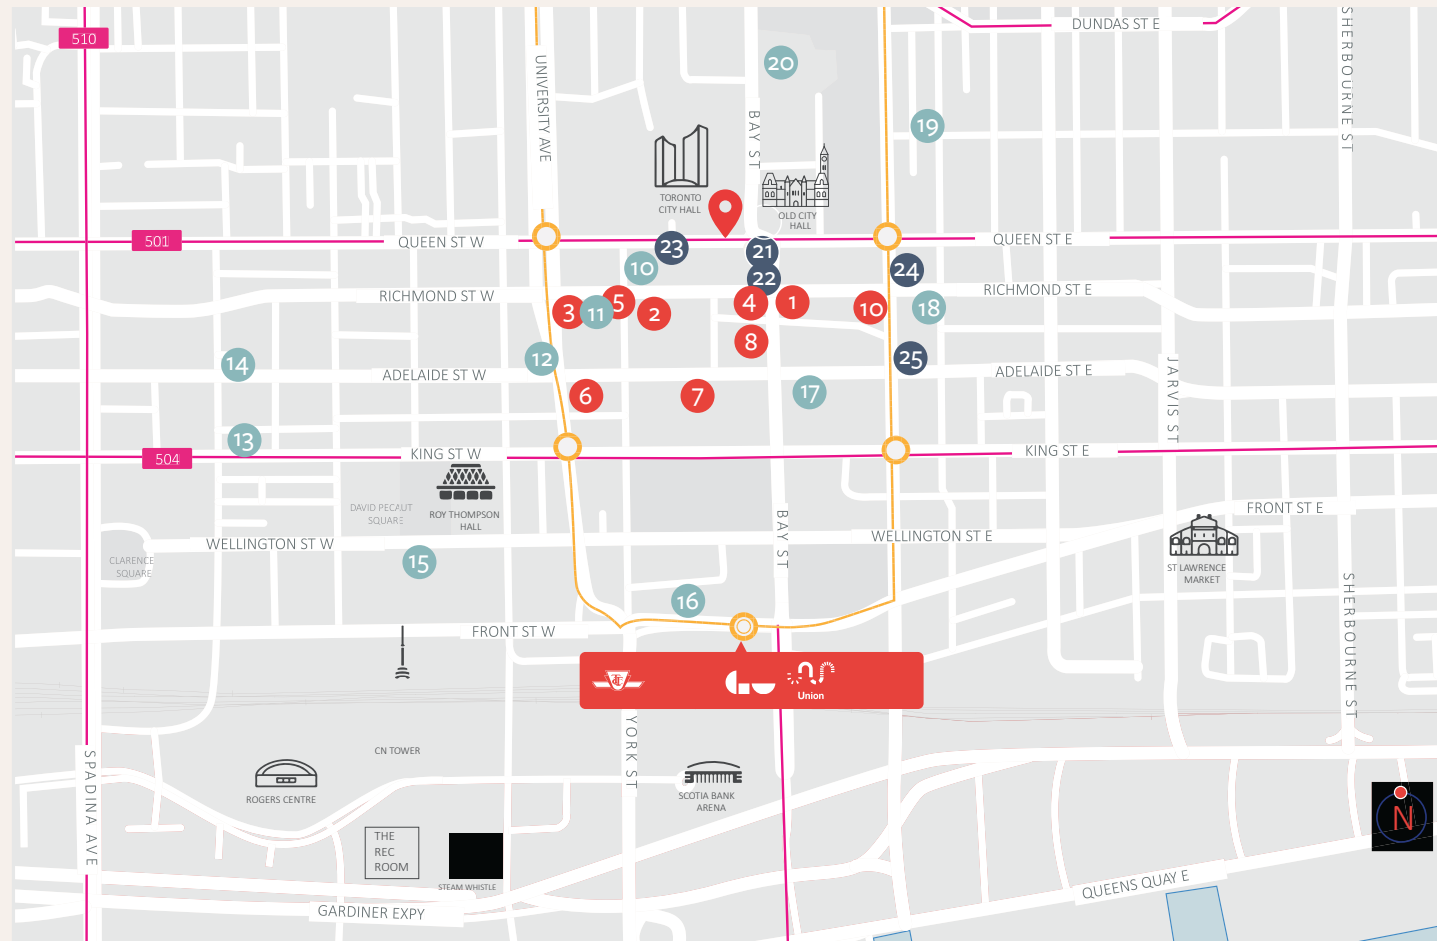 510
DUNDAS ST E
SHERBOURNE ST
UNIVERSITY AVE
BAY ST
20
19
TORONTO
CITY HALL
OLD CITY
HALL
501
QUEEN ST W
23
21
QUEEN ST E
10
22
24
RICHMOND ST W
RICHMOND ST E
3
11
5
2
4
1
10
18
8
14
12
25
ADELAIDE ST W
ADELAIDE ST E
JARVIS ST
6
7
17
13
504
KING ST W
KING ST E
DAVID PECAUT
SQUARE
ROY THOMPSON
HALL
BAY ST
FRONT ST E
WELLINGTON ST W
WELLINGTON ST E
CLARENCE
SQUARE
15
ST LAWRENCE
MARKET
16
SHERBOURNE ST
FRONT ST W
TTC
Union
YORK ST
SPADINA AVE
CN TOWER
ROGERS CENTRE
SCOTIA BANK
ARENA
N
THE
REC
ROOM
STEAM WHISTLE
QUEENS QUAY E
GARDINER EXPY